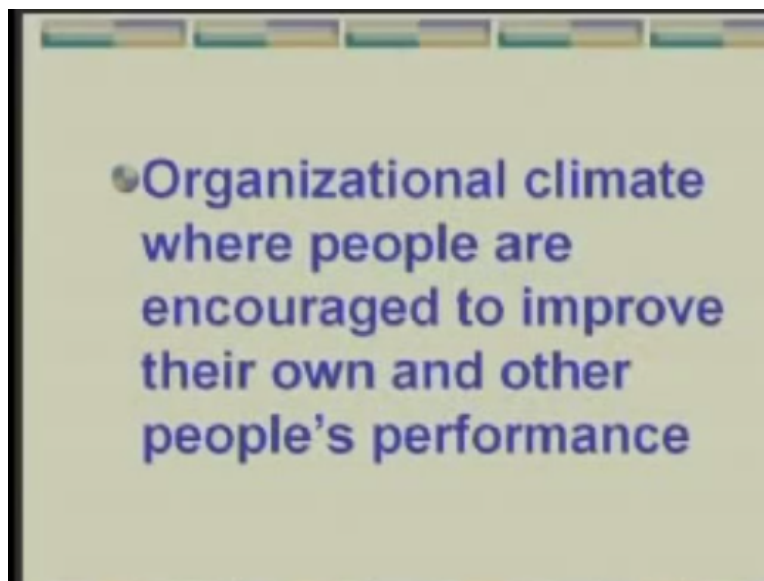 Organizational climate
where people are
encouraged to improve
their own and other
people's performance